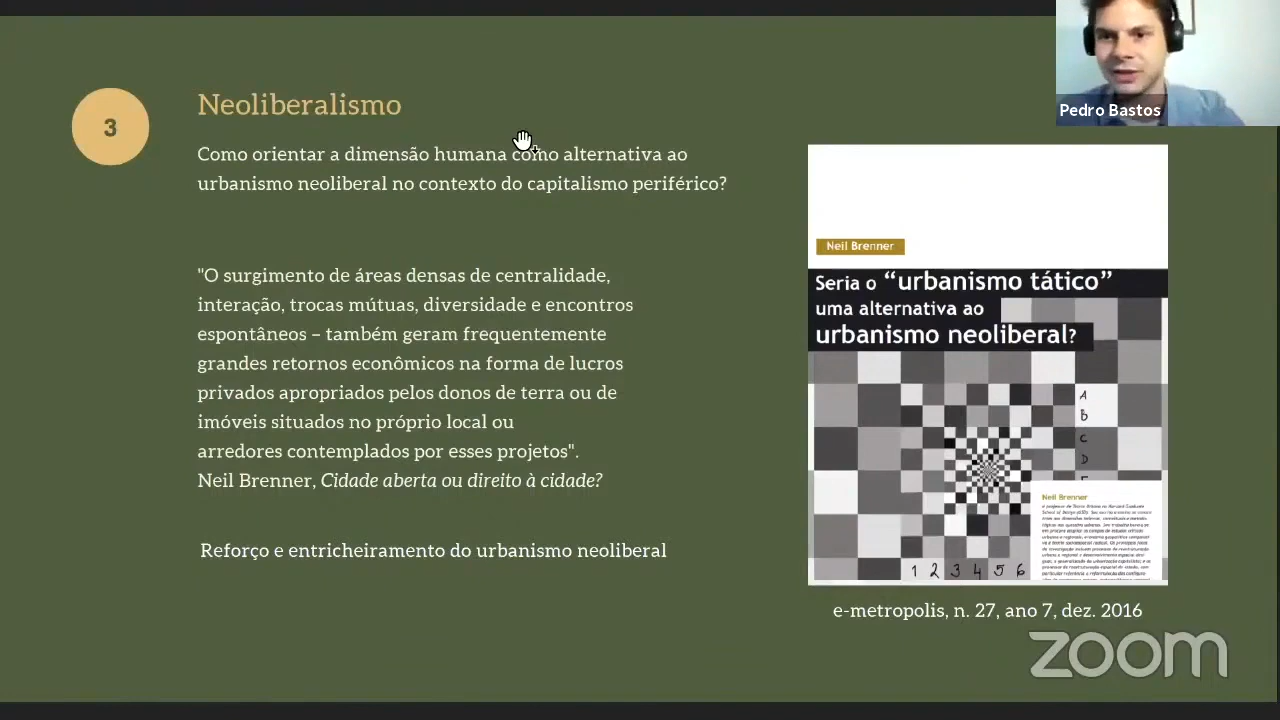 Pedro Bastos
3
Neoliberalismo
Como orientar a dimensão humana como alternativa ao
urbanismo neoliberal no contexto do capitalismo periférico?
"O surgimento de áreas densas de centralidade,
interação, trocas mútuas, diversidade e encontros
espontâneos – também geram frequentemente
grandes retornos econômicos na forma de lucros
privados apropriados pelos donos de terra ou de
imóveis situados no próprio local ou
arredores contemplados por esses projetos".
Neil Brenner, Cidade aberta ou direito à cidade?
Reforço e entricheiramento do urbanismo neoliberal
Neil Brenner
Seria o “urbanismo tático”
uma alternativa ao
urbanismo neoliberal?
A
B
C
D
Neil Brenner
1 2 3 4 5 6
e-metropolis, n. 27, ano 7, dez. 2016
zoom